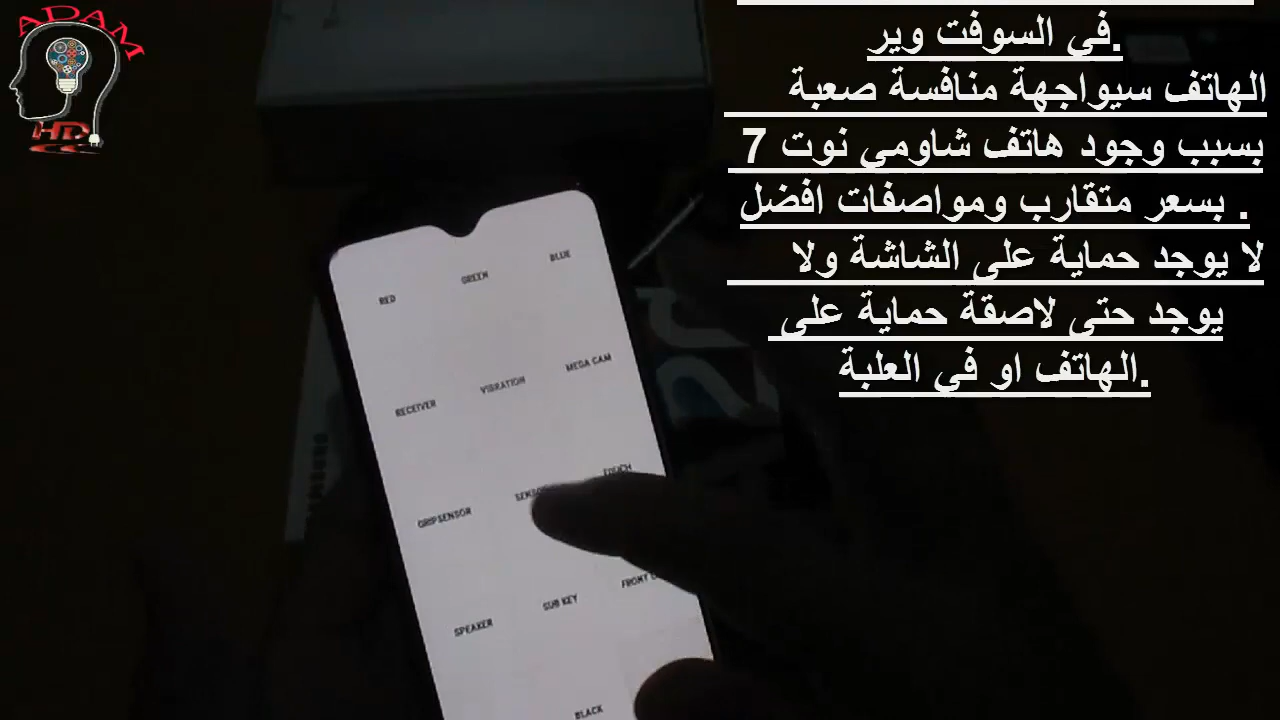 ADAM
HD
في السوفت وير.
الهاتف سيواجهة منافسة صعبة
بسبب وجود هاتف شاومي نوت 7
بسعر متقارب ومواصفات افضل .
لا يوجد حماية على الشاشة ولا
يوجد حتى لاصقة حماية على
الهاتف او في العلبة.
RED GREEN BLUE
RECEIVER VIBRATION MEGA CAM
GRIPSENSOR TOUCH
SPEAKER SUB KEY FRONT
BLACK